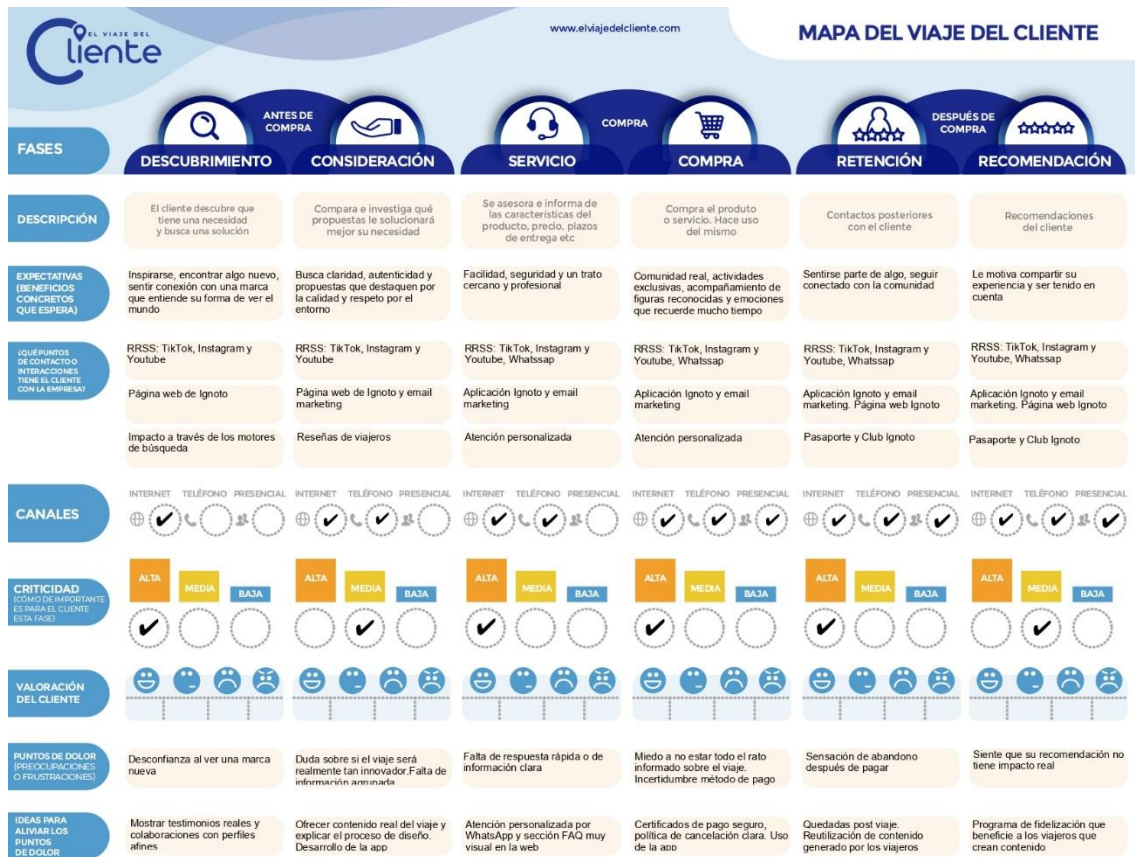 EL VIAJE DEL
Cliente
www.elviajedelcliente.com
MAPA DEL VIAJE DEL CLIENTE
FASES
ANTES DE
COMPRA
COMPRA
DESPUÉS DE
COMPRA
DESCUBRIMIENTO
CONSIDERACIÓN
SERVICIO
COMPRA
RETENCIÓN
RECOMENDACIÓN
DESCRIPCIÓN
El cliente descubre que
tiene una necesidad
y busca una solución
Compara e investiga qué
propuestas le solucionará
mejor su necesidad
Se asesora e informa de
las características del
producto, precio, plazos
de entrega etc
Compra el producto
o servicio. Hace uso
del mismo
Contactos posteriores
con el cliente
Recomendaciones
del cliente
EXPECTATIVAS
(BENEFICIOS
CONCRETOS
QUE ESPERA)
Inspirarse, encontrar algo nuevo,
sentir conexión con una marca
que entiende su forma de ver el
mundo
Busca claridad, autenticidad y
propuestas que destaquen por
la calidad y respeto por el
entorno
Facilidad, seguridad y un trato
cercano y profesional
Comunidad real, actividades
exclusivas, acompañamiento de
figuras reconocidas y emociones
que recuerde mucho tiempo
Sentirse parte de algo, seguir
conectado con la comunidad
Le motiva compartir su
experiencia y ser tenido en
cuenta
¿QUÉ PUNTOS
DE CONTACTO O
INTERACCIONES
TIENE EL CLIENTE
CON LA EMPRESA?
RRSS: TikTok, Instagram y
Youtube
RRSS: TikTok, Instagram y
Youtube
RRSS: TikTok, Instagram y
Youtube, Whatssap
RRSS: TikTok, Instagram y
Youtube, Whatssap
RRSS: TikTok, Instagram y
Youtube, Whatssap
RRSS: TikTok, Instagram y
Youtube, Whatssap
Página web de Ignoto
Página web de Ignoto y email
marketing
Aplicación Ignoto y email
marketing
Aplicación Ignoto y email
marketing
Aplicación Ignoto y email
marketing. Página web Ignoto
Aplicación Ignoto y email
marketing. Página web Ignoto
Impacto a través de los motores
de búsqueda
Reseñas de viajeros
Atención personalizada
Atención personalizada
Pasaporte y Club Ignoto
Pasaporte y Club Ignoto
CANALES
INTERNET TELÉFONO PRESENCIAL
INTERNET TELÉFONO PRESENCIAL
INTERNET TELÉFONO PRESENCIAL
INTERNET TELÉFONO PRESENCIAL
INTERNET TELÉFONO PRESENCIAL
INTERNET TELÉFONO PRESENCIAL
CRITICIDAD
(CÓMO DE IMPORTANTE
ES PARA EL CLIENTE
ESTA FASE)
ALTA MEDIA BAJA
ALTA MEDIA BAJA
ALTA MEDIA BAJA
ALTA MEDIA BAJA
ALTA MEDIA BAJA
ALTA MEDIA BAJA
VALORACIÓN
DEL CLIENTE
PUNTOS DE DOLOR
(PREOCUPACIONES
O FRUSTRACIONES)
Desconfianza al ver una marca
nueva
Duda sobre si el viaje será
realmente tan innovador.Falta de
información agrupada
Falta de respuesta rápida o de
información clara
Miedo a no estar todo el rato
informado sobre el viaje.
Incertidumbre método de pago
Sensación de abandono
después de pagar
Siente que su recomendación no
tiene impacto real
IDEAS PARA
ALIVIAR LOS
PUNTOS
DE DOLOR
Mostrar testimonios reales y
colaboraciones con perfiles
afines
Ofrecer contenido real del viaje y
explicar el proceso de diseño.
Desarrollo de la app
Atención personalizada por
WhatsApp y sección FAQ muy
visual en la web
Certificados de pago seguro,
política de cancelación clara. Uso
de la app
Quedadas post viaje.
Reutilización de contenido
generado por los viajeros
Programa de fidelización que
beneficie a los viajeros que
crean contenido